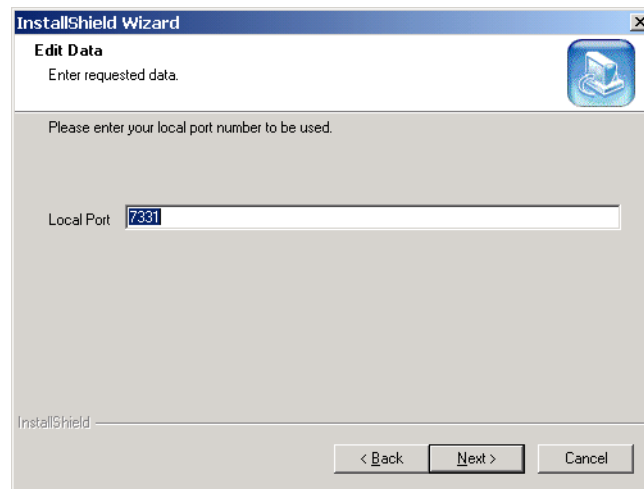 InstallShield Wizard
Edit Data
Enter requested data.
Please enter your local port number to be used.
Local Port 7331
InstallShield
< Back Next > Cancel